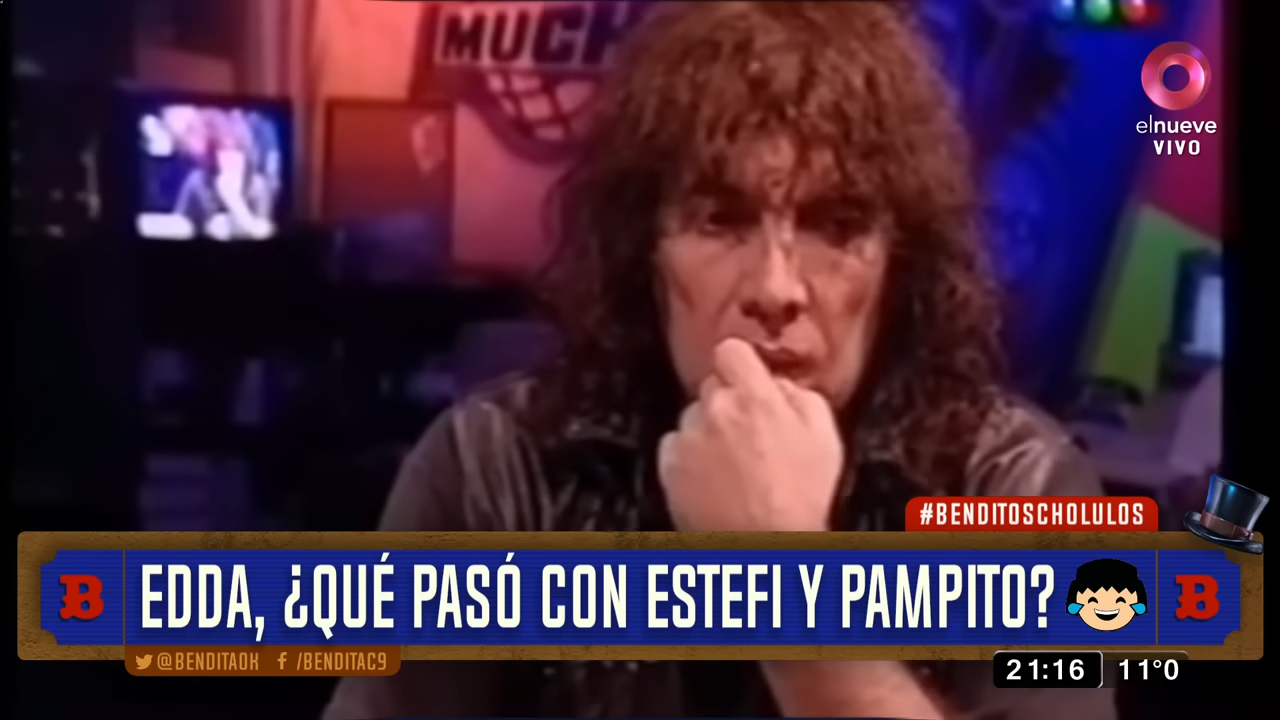 MUCH
elnueve
VIVO
#BENDITOSCHOLULOS
B
EDDA, ¿QUÉ PASÓ CON ESTEFI Y PAMPITO?
B
@BENDITAOK
/BENDITAC9
21:16
11°0